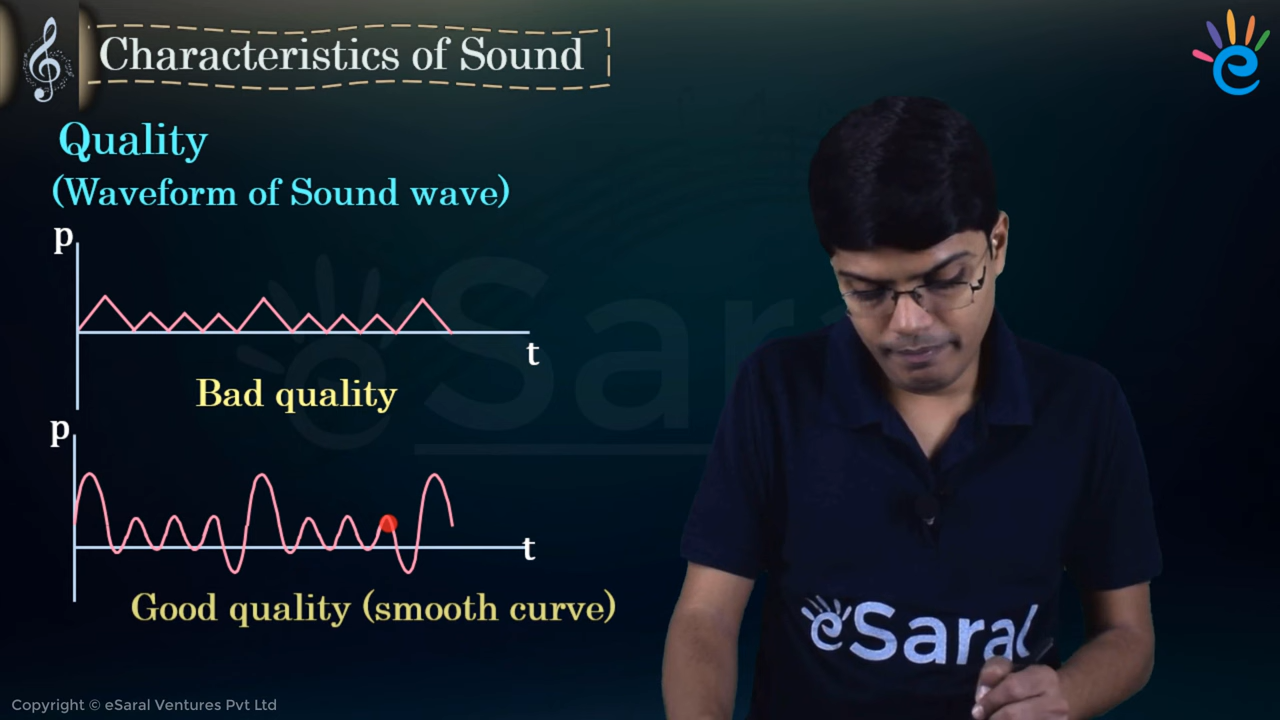 Characteristics of Sound
Quality
(Waveform of Sound wave)
p
t
Bad quality
p
t
Good quality (smooth curve)
eSaral
eSaral
Copyright © eSaral Ventures Pvt Ltd